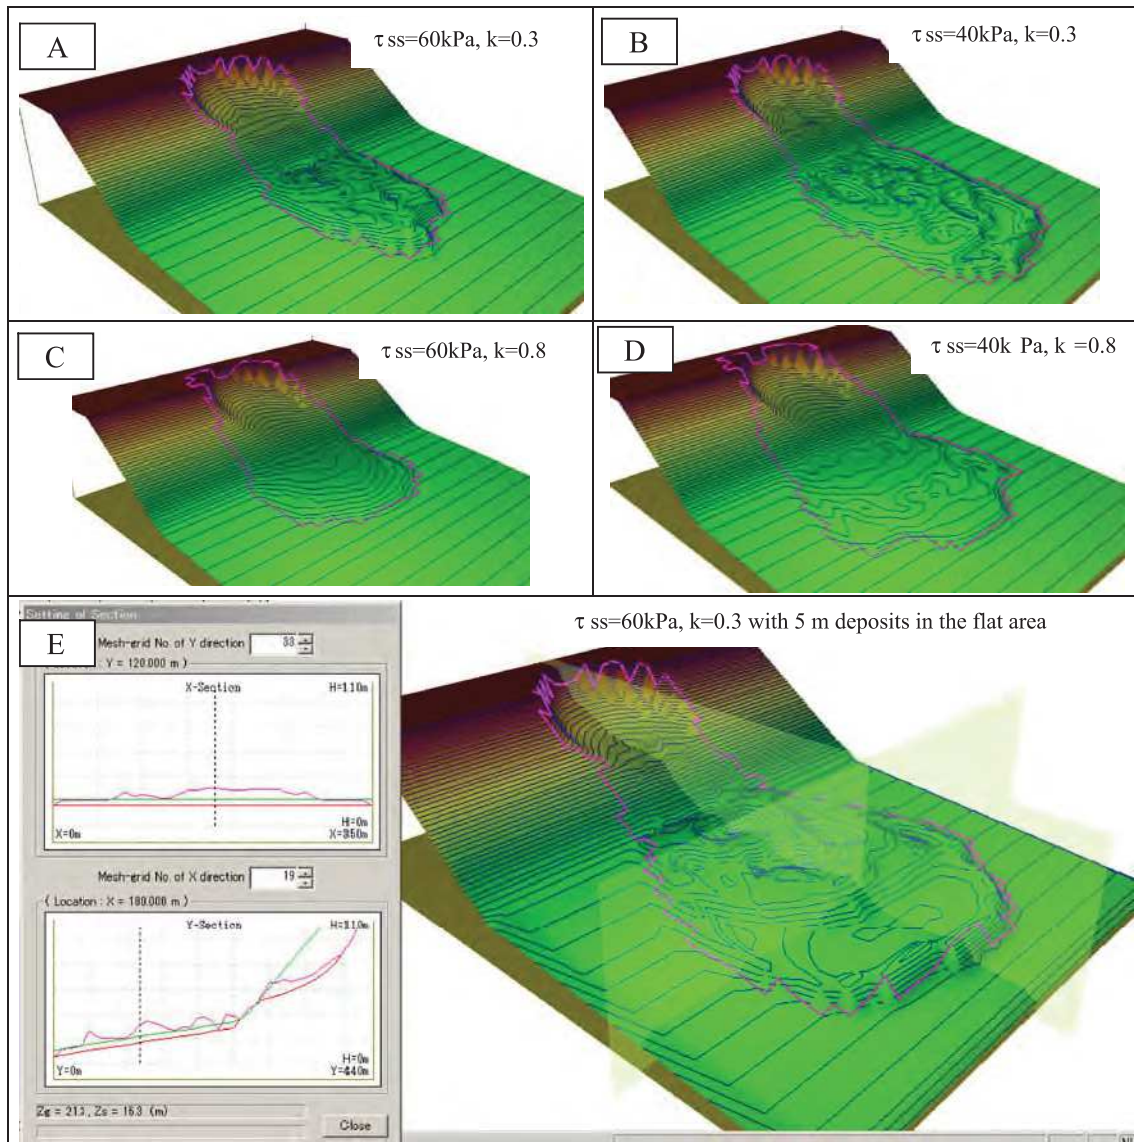 A
τ ss=60kPa, k=0.3
B
τ ss=40kPa, k=0.3
C
τ ss=60kPa, k=0.8
D
τ ss=40k Pa, k =0.8
Setting of Section
E
τ ss=60kPa, k=0.3 with 5 m deposits in the flat area
Mesh-grid No. of Y direction 33
: Y = 120.000 m )
X-Section
H=110m
H=0m
X=0m
X=350m
Mesh-grid No. of X direction 19
( Location : X = 180.000 m )
Y-Section
H=110m
H=0m
Y=0m
Y=440m
Zg = 21.1, Zs = 16.3 (m)
Close